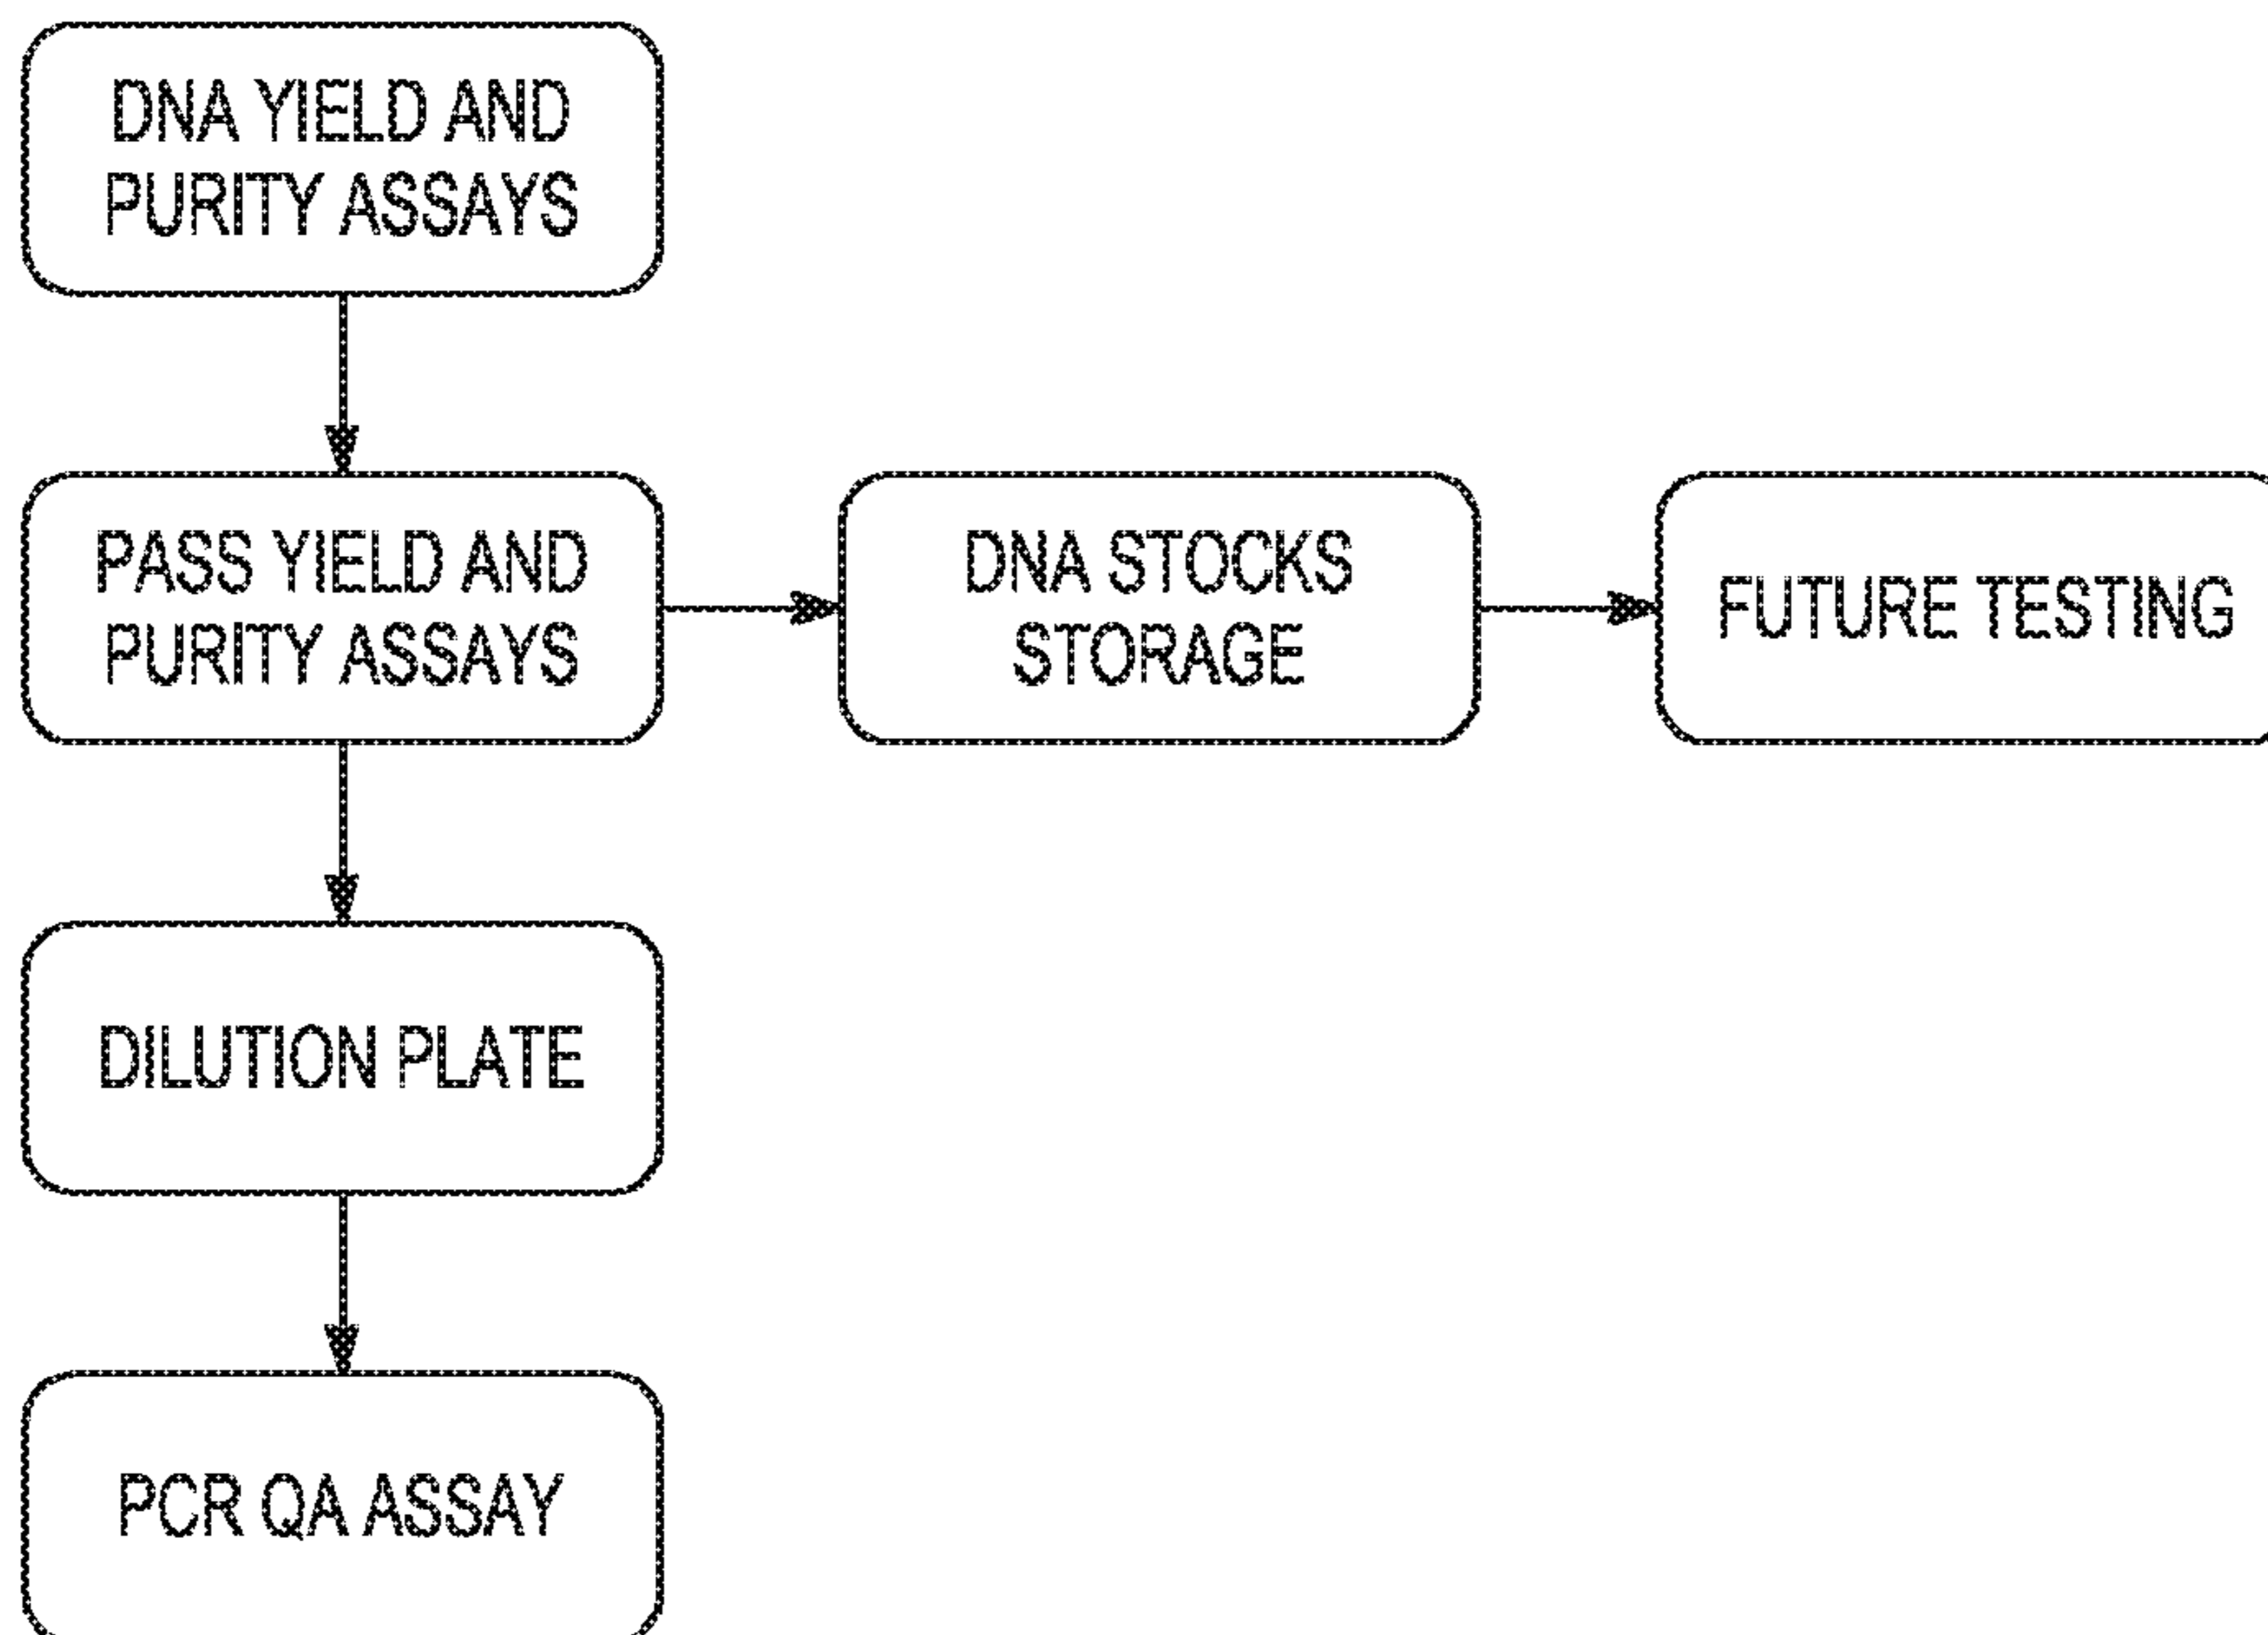 DNA YIELD AND
PURITY ASSAYS
PASS YIELD AND
PURITY ASSAYS
DNA STOCKS
STORAGE
FUTURE TESTING
DILUTION PLATE
PCR QA ASSAY